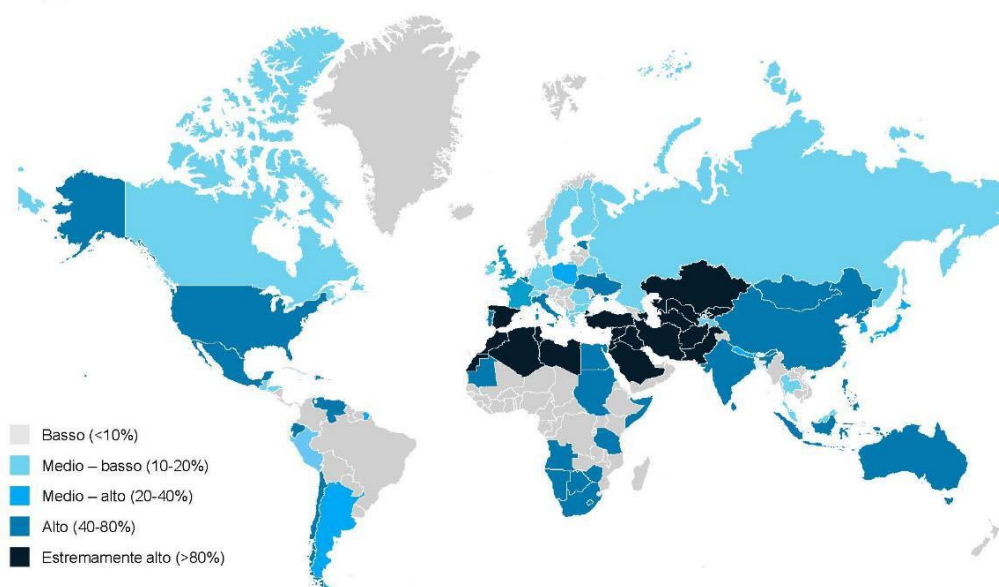 Basso (<10%)
Medio – basso (10-20%)
Medio – alto (20-40%)
Alto (40-80%)
Estremamente alto (>80%)